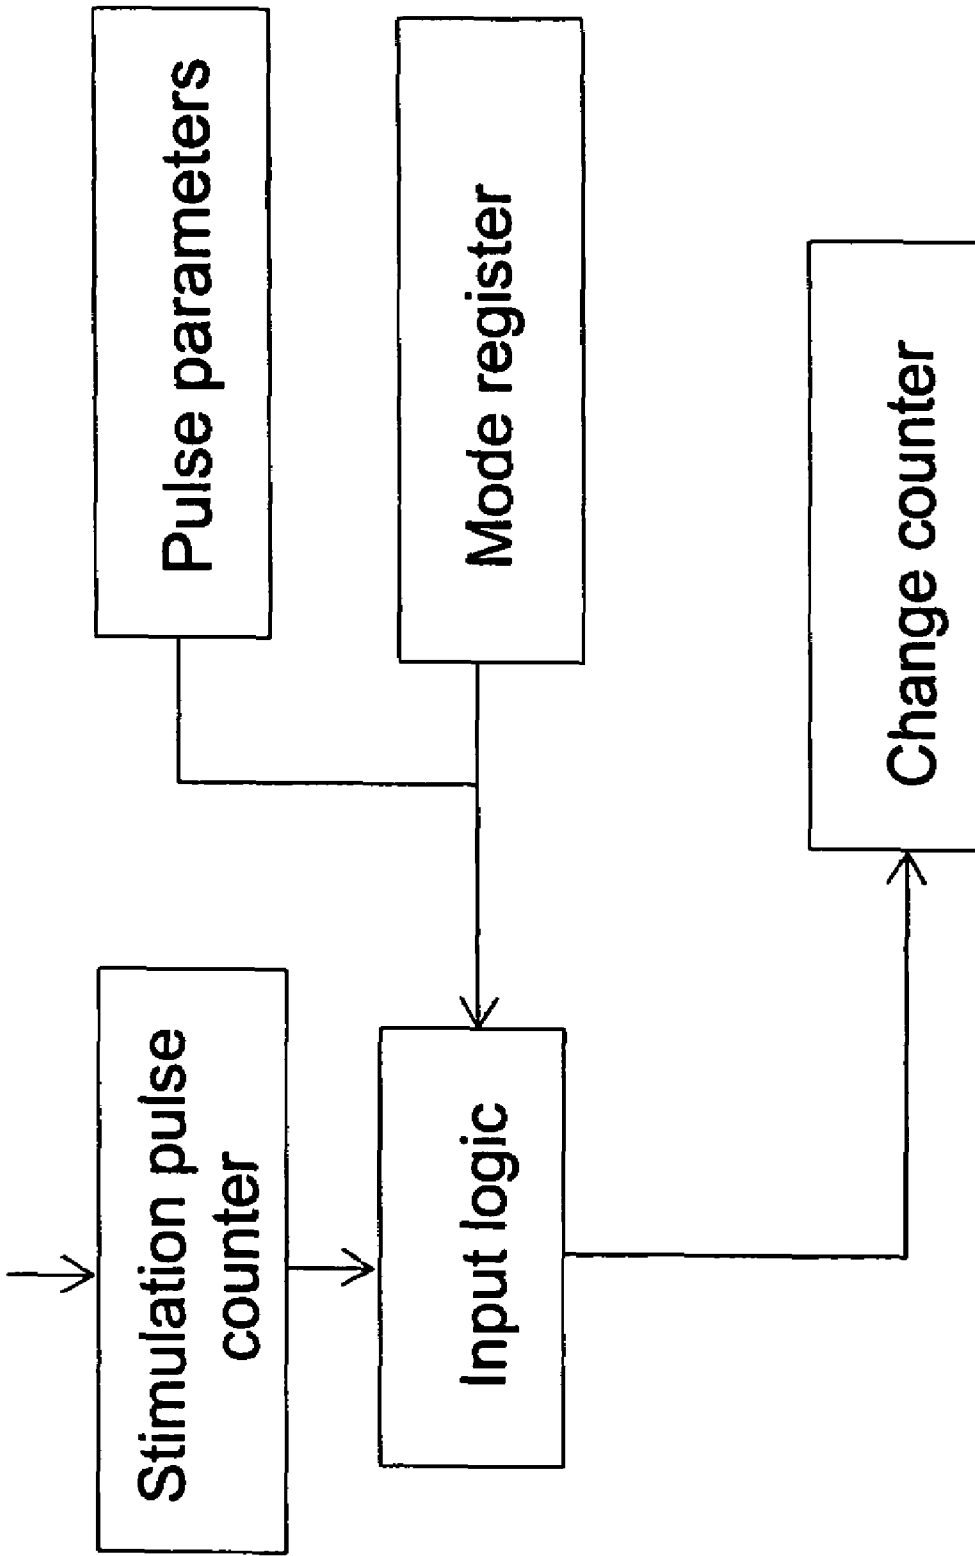 Stimulation pulse
counter
Pulse parameters
Input logic
Mode register
Change counter